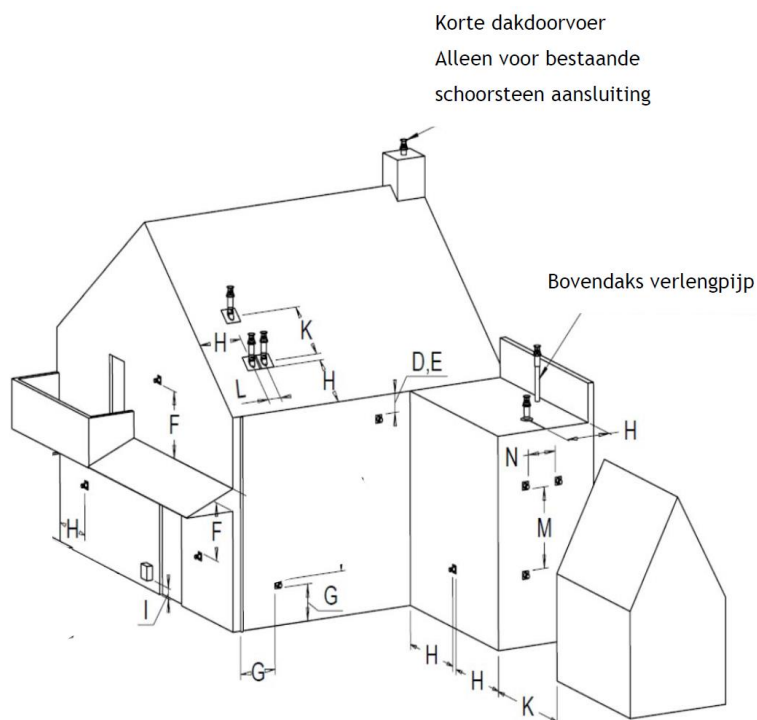 Korte dakdoorvoer
Alleen voor bestaande
schoorsteen aansluiting
Bovendaks verlengpijp
K
H
D,E
L
H
F
H
N
H
F
M
I
G
G
H
H
K